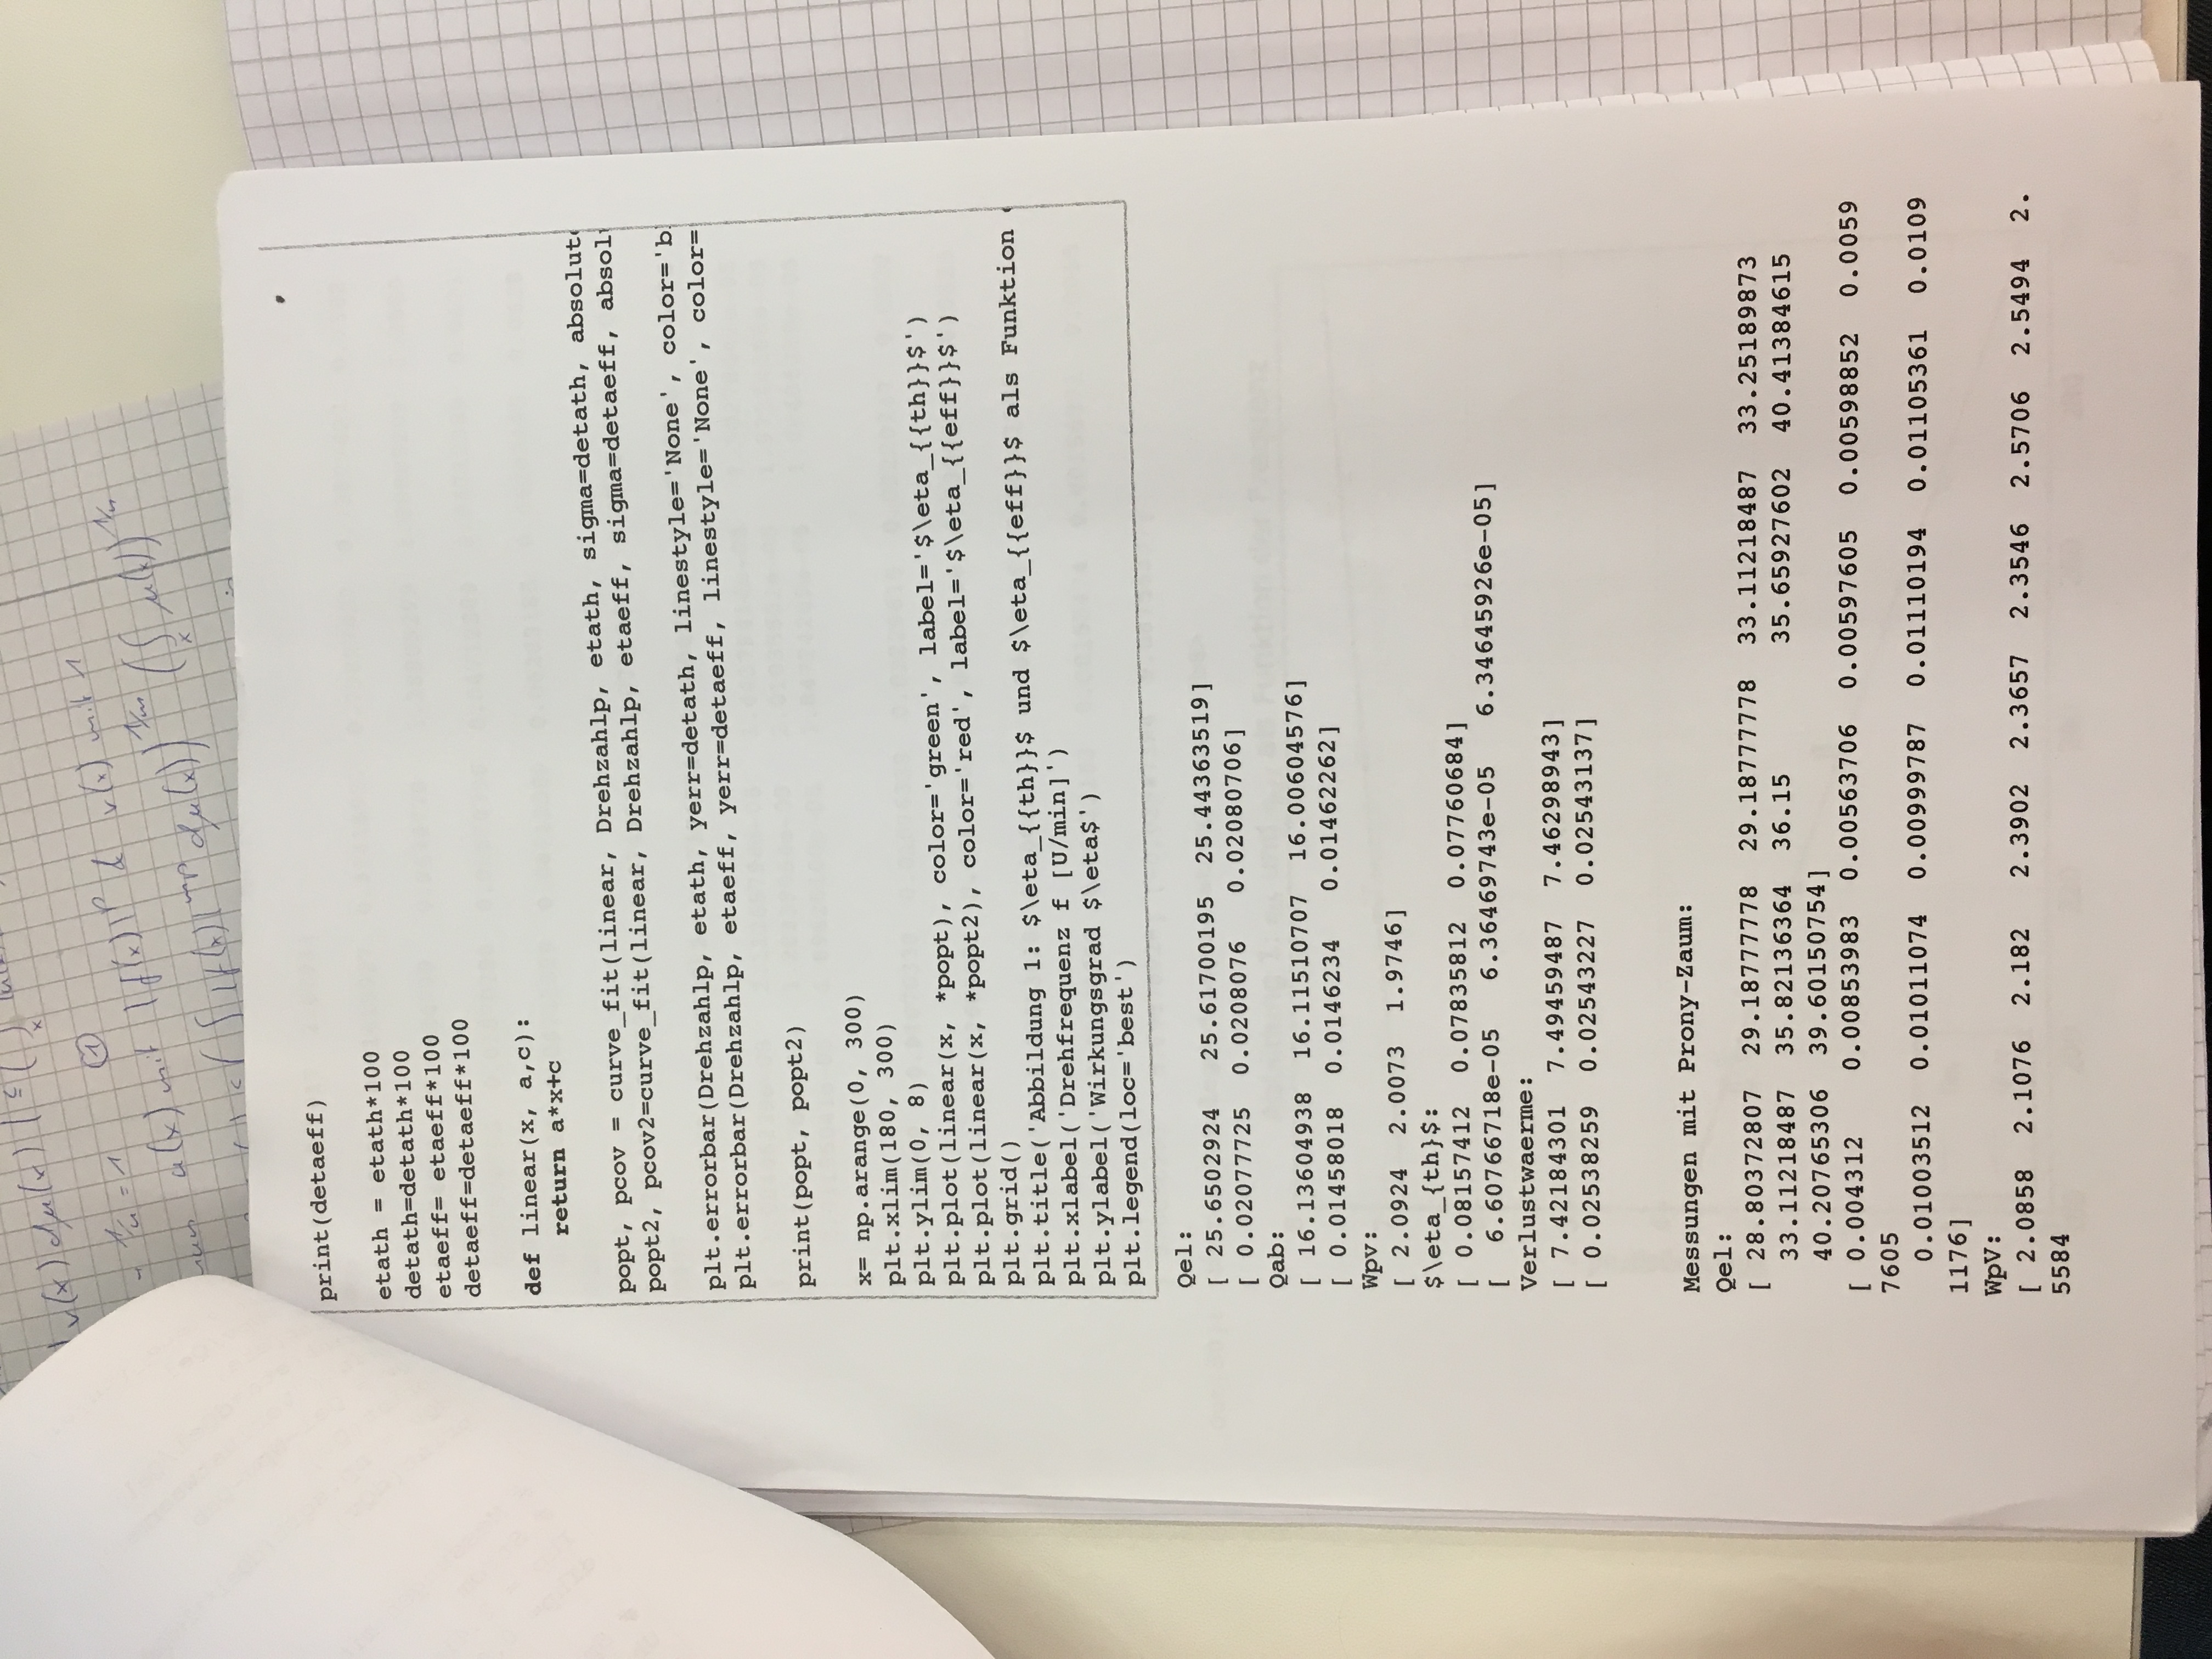 v(x) dμ(x) | ≤ (
1/n = 1 ①
u(x) mit |f(x)|^p & v(x) mit 1
( ∫ |f(x)|^mp dμ(x))^1/m (∫_x μ(x))^1/n
print(detaeff)
etath = etath*100
detath=detath*100
etaeff= etaeff*100
detaeff=detaeff*100
def linear(x, a,c):
    return a*x+c
popt, pcov = curve_fit(linear, Drehzahlp, etath, sigma=detath, absolut
popt2, pcov2=curve_fit(linear, Drehzahlp, etaeff, sigma=detaeff, absol
plt.errorbar(Drehzahlp, etath, yerr=detath, linestyle='None', color='b
plt.errorbar(Drehzahlp, etaeff, yerr=detaeff, linestyle='None', color=
print(popt, popt2)
x= np.arange(0, 300)
plt.xlim(180, 300)
plt.ylim(0, 8)
plt.plot(linear(x, *popt), color='green', label='$\eta_{{th}}$')
plt.plot(linear(x, *popt2), color='red', label='$\eta_{{eff}}$')
plt.grid()
plt.title('Abbildung 1: $\eta_{{th}}$ und $\eta_{{eff}}$ als Funktion
plt.xlabel('Drehfrequenz f [U/min]')
plt.ylabel('Wirkungsgrad $\eta$')
plt.legend(loc='best')
Qel:
[ 25.6502924   25.61700195  25.44363519]
[ 0.02077725  0.0208076   0.02080706]
Qab:
[ 16.13604938  16.11510707  16.00604576]
[ 0.01458018  0.0146234   0.01462262]
Wpv:
[ 2.0924  2.0073  1.9746]
$\eta_{th}$:
[ 0.08157412  0.07835812  0.07760684]
[  6.60766718e-05   6.36469743e-05   6.34645926e-05]
Verlustwaerme:
[ 7.42184301  7.49459487  7.46298943]
[ 0.02538259  0.02543227  0.02543137]
Messungen mit Prony-Zaum:
Qel:
[ 28.80372807  29.18777778  29.18777778  33.11218487  33.25189873
  33.11218487  35.82136364  36.15        35.65927602  40.41384615
  40.20765306  39.60150754]
[ 0.004312    0.00853983  0.00563706  0.00597605  0.00598852  0.0059
7605
  0.01003512  0.01011074  0.00999787  0.01110194  0.01105361  0.0109
1176]
WpV:
[ 2.0858  2.1076  2.182   2.3902  2.3657  2.3546  2.5706  2.5494  2.
5584